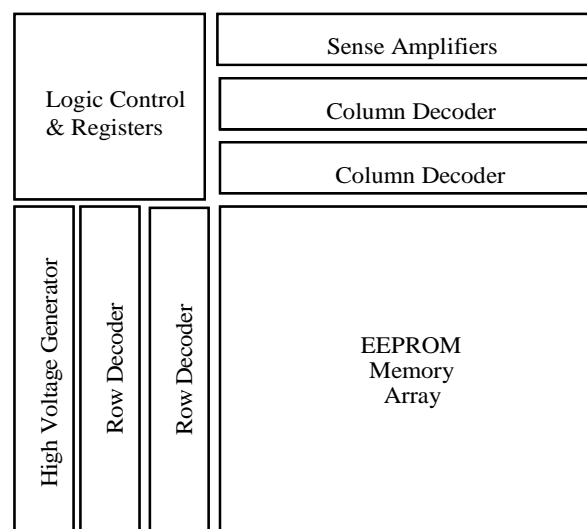 Sense Amplifiers
Logic Control
& Registers
Column Decoder
Column Decoder
High Voltage Generator
Row Decoder
Row Decoder
EEPROM
Memory
Array